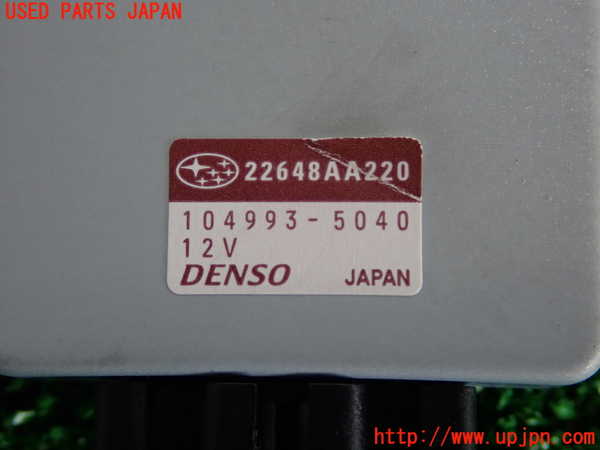 USED PARTS JAPAN
22648AA220
104993-5040
12V
DENSO JAPAN
http://www.upjpn.com/